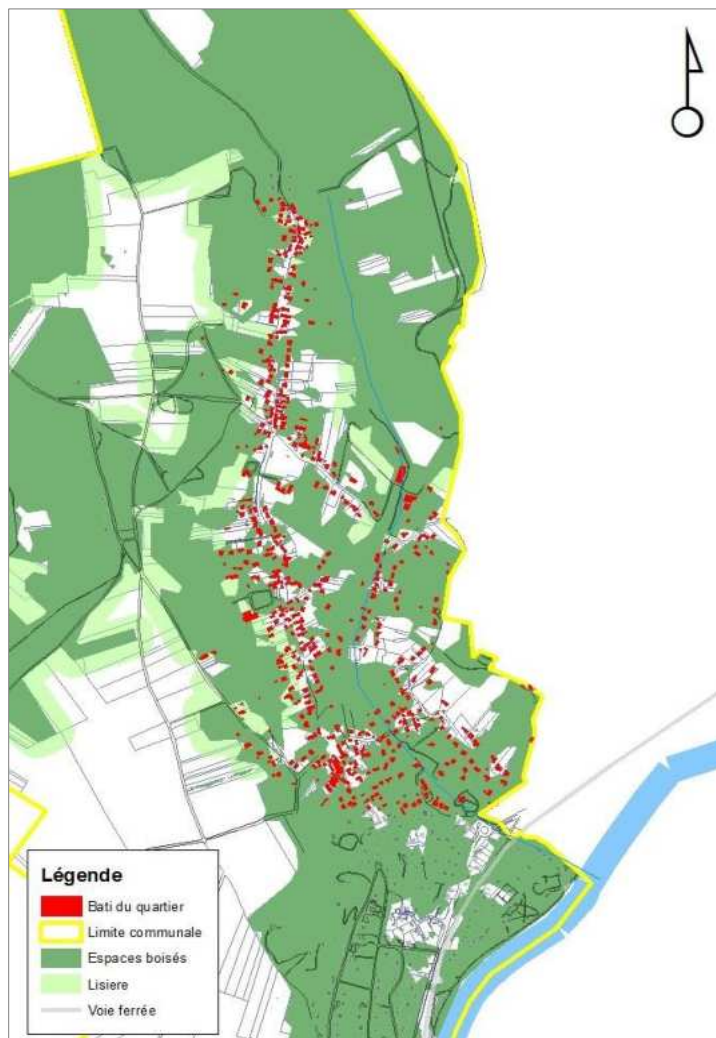 Légende
Bati du quartier
Limite communale
Espaces boisés
Lisiere
Voie ferrée